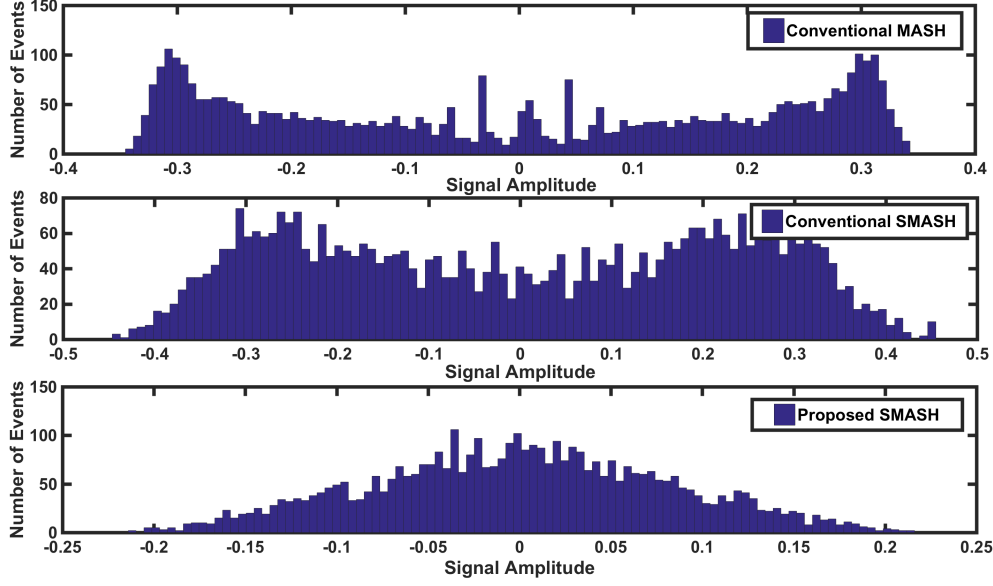 150
100
50
0
Number of Events
Conventional MASH
-0.4 -0.3 -0.2 -0.1 0 0.1 0.2 0.3 0.4
Signal Amplitude
80
60
40
20
0
Number of Events
Conventional SMASH
-0.5 -0.4 -0.3 -0.2 -0.1 0 0.1 0.2 0.3 0.4 0.5
Signal Amplitude
150
100
50
0
Number of Events
Proposed SMASH
-0.25 -0.2 -0.15 -0.1 -0.05 0 0.05 0.1 0.15 0.2 0.25
Signal Amplitude